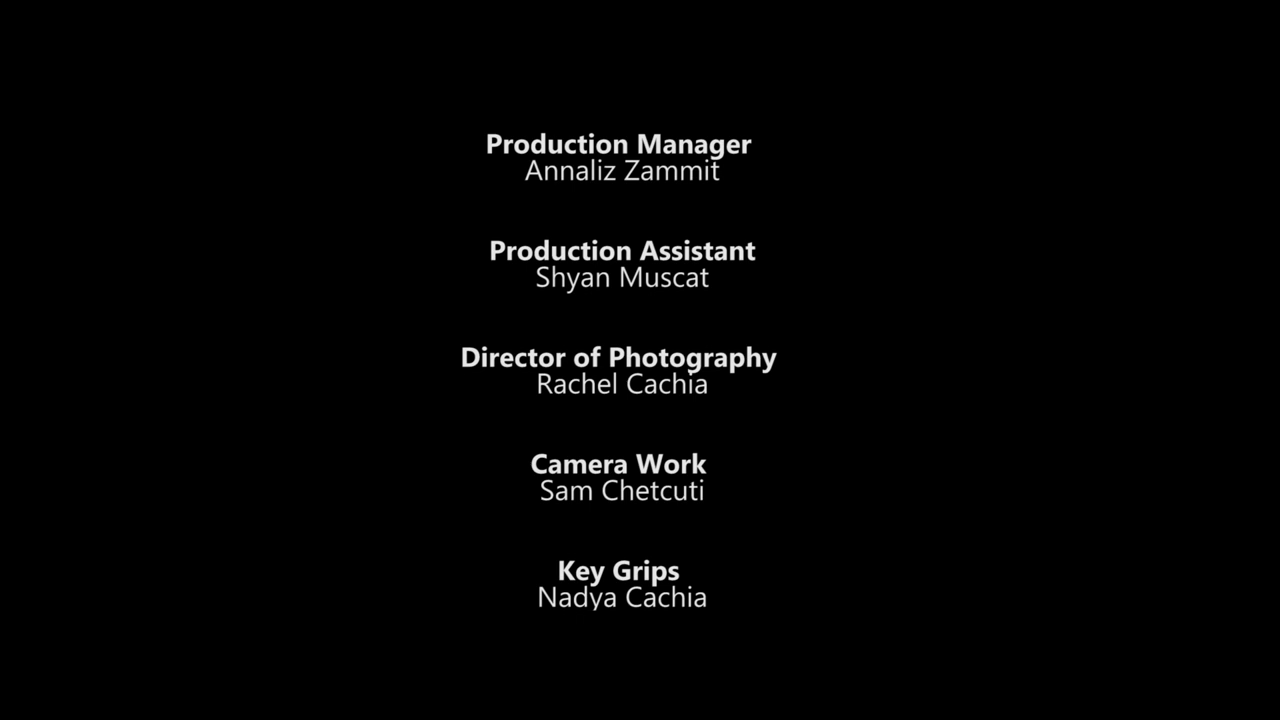 Production Manager
Annaliz Zammit
Production Assistant
Shyan Muscat
Director of Photography
Rachel Cachia
Camera Work
Sam Chetcuti
Key Grips
Nadya Cachia